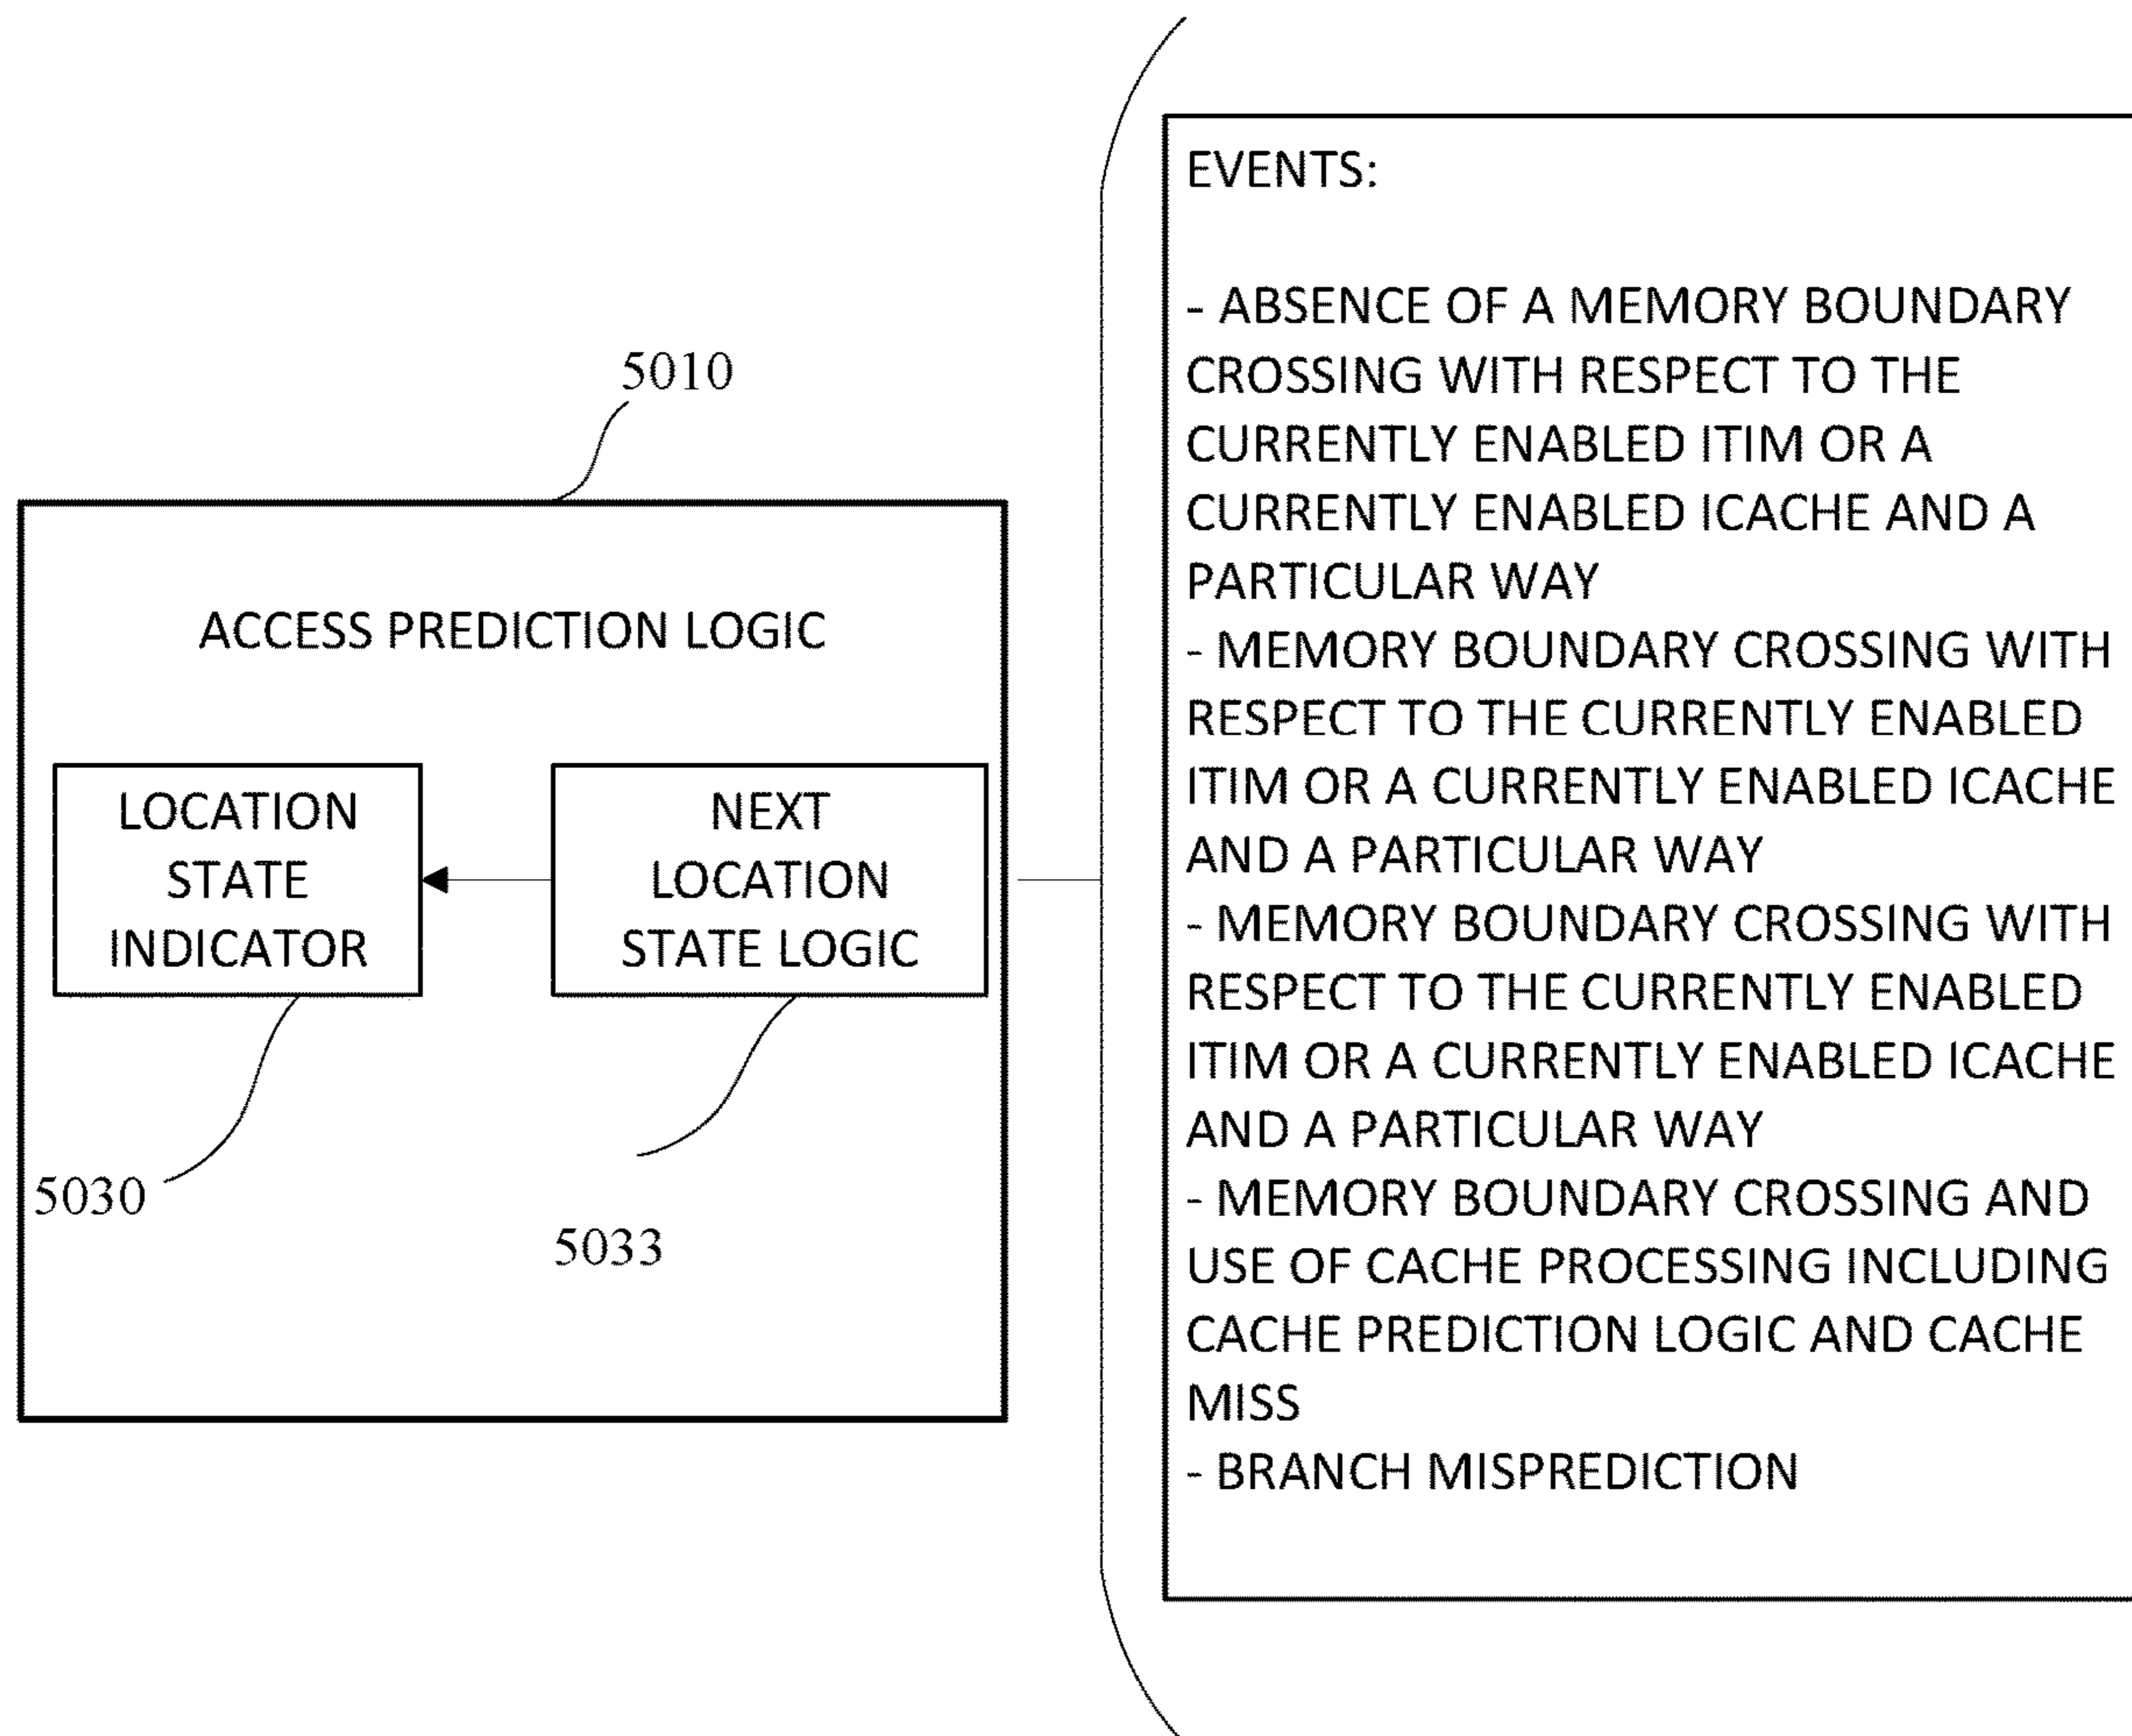 5010
ACCESS PREDICTION LOGIC
LOCATION
STATE
INDICATOR
NEXT
LOCATION
STATE LOGIC
5030
5033
EVENTS:
- ABSENCE OF A MEMORY BOUNDARY
CROSSING WITH RESPECT TO THE
CURRENTLY ENABLED ITIM OR A
CURRENTLY ENABLED ICACHE AND A
PARTICULAR WAY
- MEMORY BOUNDARY CROSSING WITH
RESPECT TO THE CURRENTLY ENABLED
ITIM OR A CURRENTLY ENABLED ICACHE
AND A PARTICULAR WAY
- MEMORY BOUNDARY CROSSING WITH
RESPECT TO THE CURRENTLY ENABLED
ITIM OR A CURRENTLY ENABLED ICACHE
AND A PARTICULAR WAY
- MEMORY BOUNDARY CROSSING AND
USE OF CACHE PROCESSING INCLUDING
CACHE PREDICTION LOGIC AND CACHE
MISS
- BRANCH MISPREDICTION